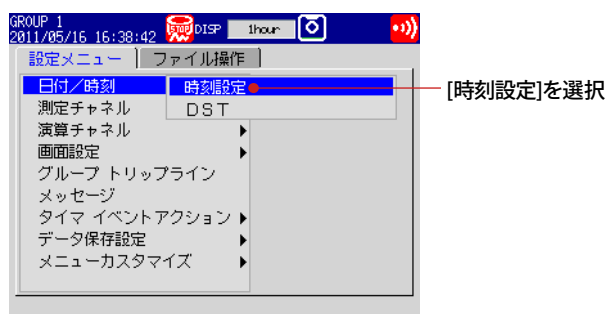 GROUP 1
2011/05/16 16:38:42 STOP DISP 1hour
設定メニュー ファイル操作
日付／時刻 時刻設定 [時刻設定]を選択
測定チャネル DST
演算チャネル
画面設定
グループ トリップライン
メッセージ
タイマ イベントアクション
データ保存設定
メニューカスタマイズ